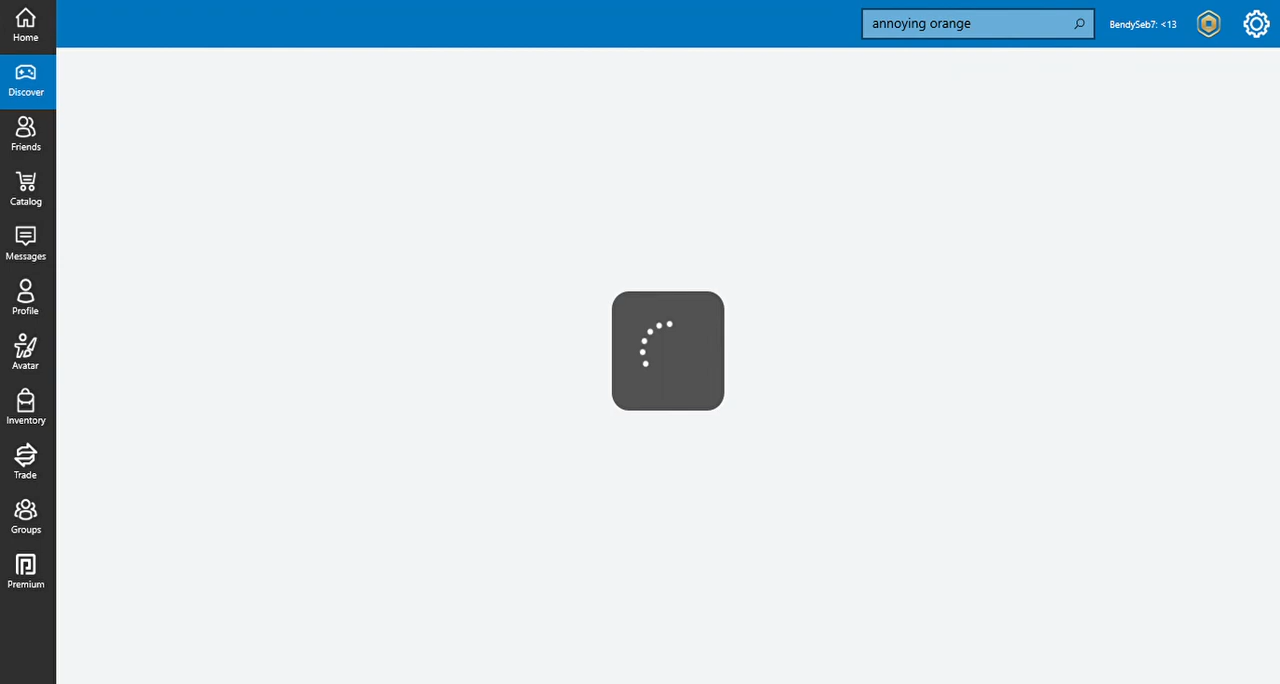 annoying orange
BendySeb7: <13
Home
Discover
Friends
Catalog
Messages
Profile
Avatar
Inventory
Trade
Groups
Premium